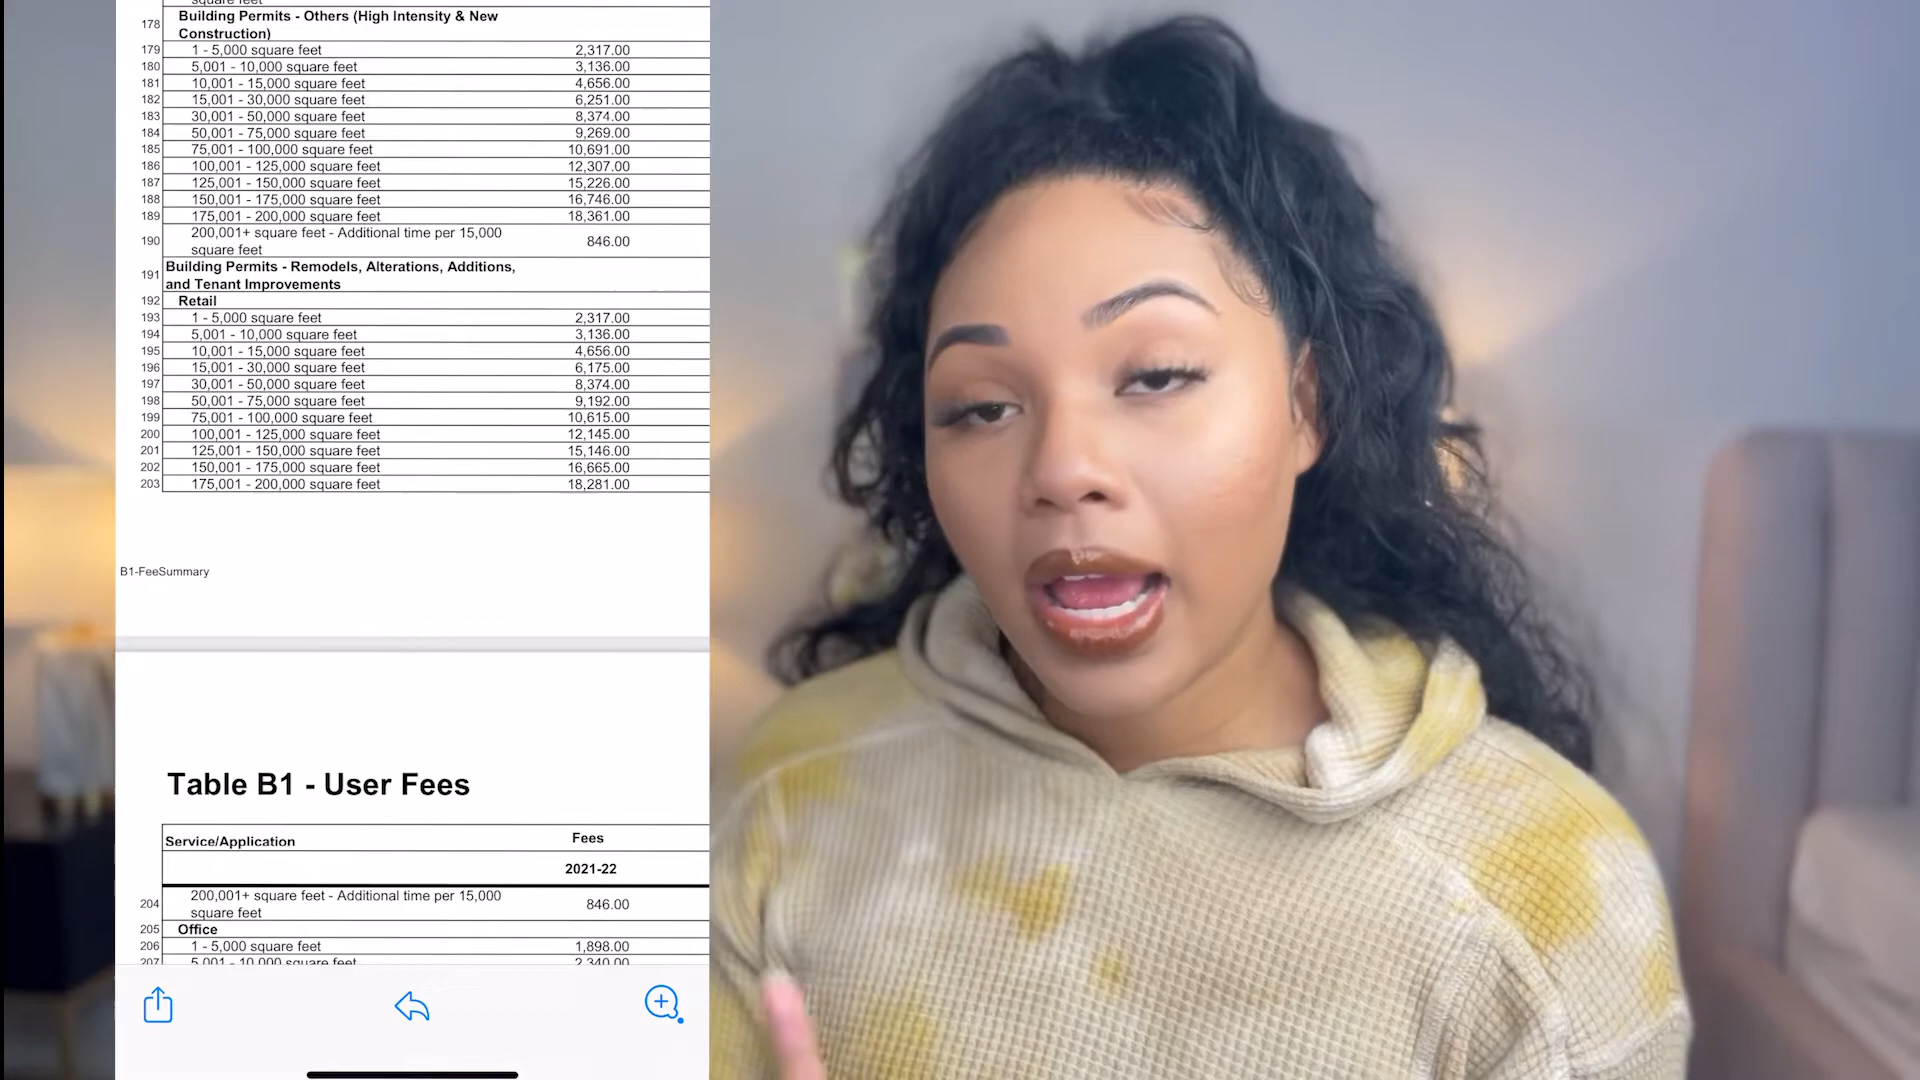 square feet
178 Building Permits - Others (High Intensity & New
Construction)
179 1 - 5,000 square feet 2,317.00
180 5,001 - 10,000 square feet 3,136.00
181 10,001 - 15,000 square feet 4,656.00
182 15,001 - 30,000 square feet 6,251.00
183 30,001 - 50,000 square feet 8,374.00
184 50,001 - 75,000 square feet 9,269.00
185 75,001 - 100,000 square feet 10,691.00
186 100,001 - 125,000 square feet 12,307.00
187 125,001 - 150,000 square feet 15,226.00
188 150,001 - 175,000 square feet 16,746.00
189 175,001 - 200,000 square feet 18,361.00
190 200,001+ square feet - Additional time per 15,000 846.00
square feet
191 Building Permits - Remodels, Alterations, Additions,
and Tenant Improvements
192 Retail
193 1 - 5,000 square feet 2,317.00
194 5,001 - 10,000 square feet 3,136.00
195 10,001 - 15,000 square feet 4,656.00
196 15,001 - 30,000 square feet 6,175.00
197 30,001 - 50,000 square feet 8,374.00
198 50,001 - 75,000 square feet 9,192.00
199 75,001 - 100,000 square feet 10,615.00
200 100,001 - 125,000 square feet 12,145.00
201 125,001 - 150,000 square feet 15,146.00
202 150,001 - 175,000 square feet 16,665.00
203 175,001 - 200,000 square feet 18,281.00
B1-FeeSummary
Table B1 - User Fees
Service/Application Fees
2021-22
204 200,001+ square feet - Additional time per 15,000 846.00
square feet
205 Office
206 1 - 5,000 square feet 1,898.00
207 5,001 - 10,000 square feet 2,340.00